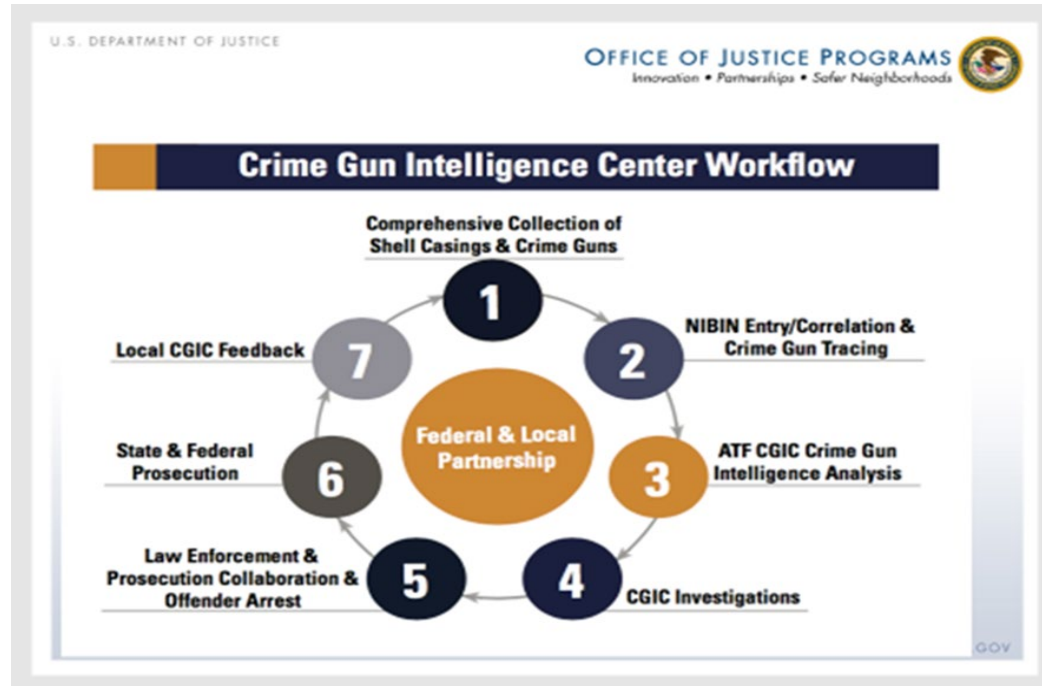 U.S. DEPARTMENT OF JUSTICE
OFFICE OF JUSTICE PROGRAMS
Innovation • Partnerships • Safer Neighborhoods
Crime Gun Intelligence Center Workflow
Comprehensive Collection of
Shell Casings & Crime Guns
1
NIBIN Entry/Correlation &
Crime Gun Tracing
2
ATF CGIC Crime Gun
Intelligence Analysis
3
CGIC Investigations
4
Law Enforcement &
Prosecution Collaboration &
Offender Arrest
5
State & Federal
Prosecution
6
Local CGIC Feedback
7
Federal & Local
Partnership
.GOV